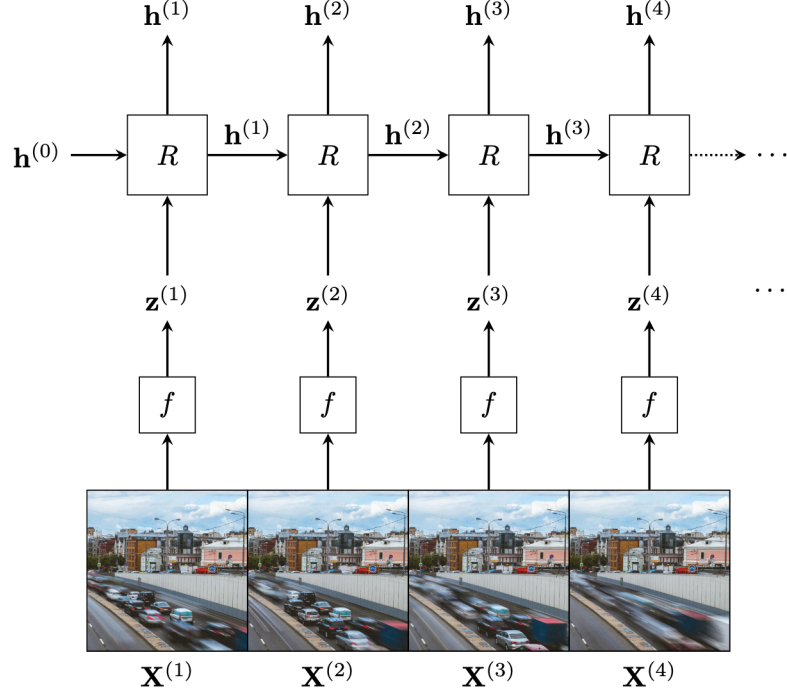 h^(1) h^(2) h^(3) h^(4)
h^(0) R h^(1) R h^(2) R h^(3) R ⋯
z^(1) z^(2) z^(3) z^(4) ⋯
f f f f
X^(1) X^(2) X^(3) X^(4)